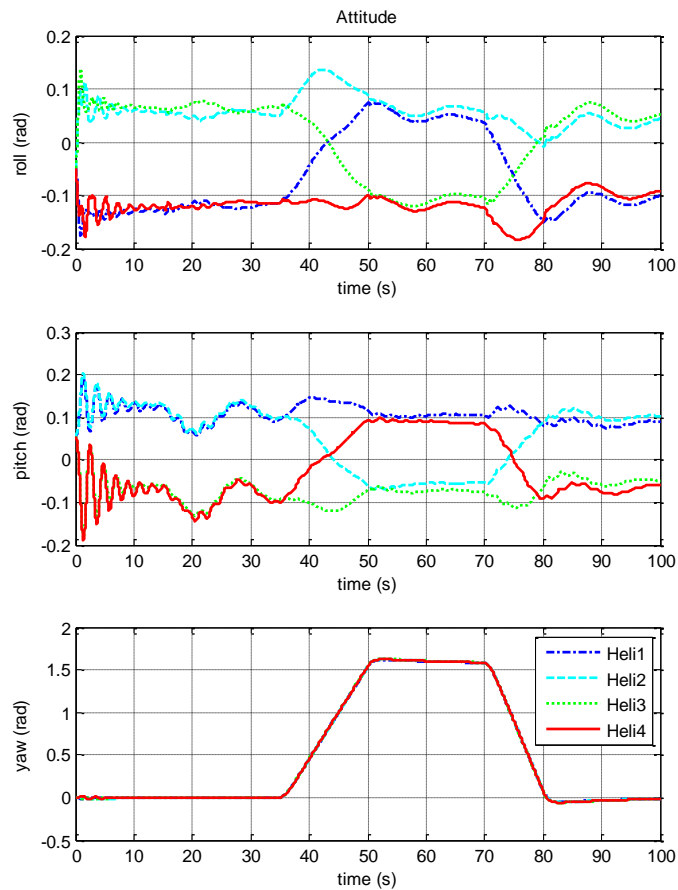 Attitude
0.2
0.1
0
-0.1
-0.2
roll (rad)
0 10 20 30 40 50 60 70 80 90 100
time (s)
0.3
0.2
0.1
0
-0.1
-0.2
pitch (rad)
0 10 20 30 40 50 60 70 80 90 100
time (s)
2
1.5
1
0.5
0
-0.5
yaw (rad)
Heli1
Heli2
Heli3
Heli4
0 10 20 30 40 50 60 70 80 90 100
time (s)